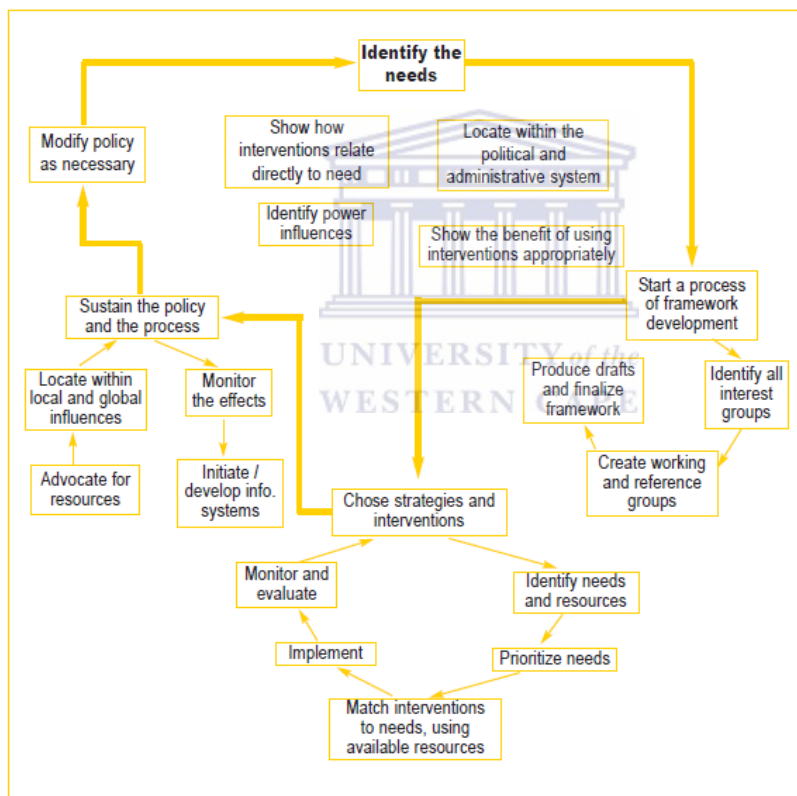 Identify the
needs
Modify policy
as necessary
Show how
interventions relate
directly to need
Locate within the
political and
administrative system
Identify power
influences
Show the benefit of using
interventions appropriately
Start a process
of framework
development
Sustain the policy
and the process
UNIVERSITY of the
WESTERN CAPE
Produce drafts
and finalize
framework
Identify all
interest
groups
Locate within
local and global
influences
Monitor
the effects
Create working
and reference
groups
Advocate for
resources
Initiate /
develop info.
systems
Chose strategies and
interventions
Monitor and
evaluate
Identify needs
and resources
Implement
Prioritize needs
Match interventions
to needs, using
available resources